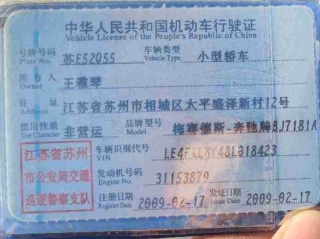 中华人民共和国机动车行驶证
Vehicle License of the People's Republic of China
号牌号码 苏E52Q55 车辆类型 小型轿车
Plate No. Vehicle Type
所有人 王雅琴
Owner
住址 江苏省苏州市相城区太平盛泽新村12号
Address
使用性质 非营运 品牌型号 梅赛德斯-奔驰牌BJ7181A
Use Character Model
江苏省苏州
市公安局交通
巡逻警察支队
车辆识别代号
VIN
发动机号码 31153879
Engine No.
注册日期 2009-02-17 发证日期 2009-02-17
Register Date Issue Date